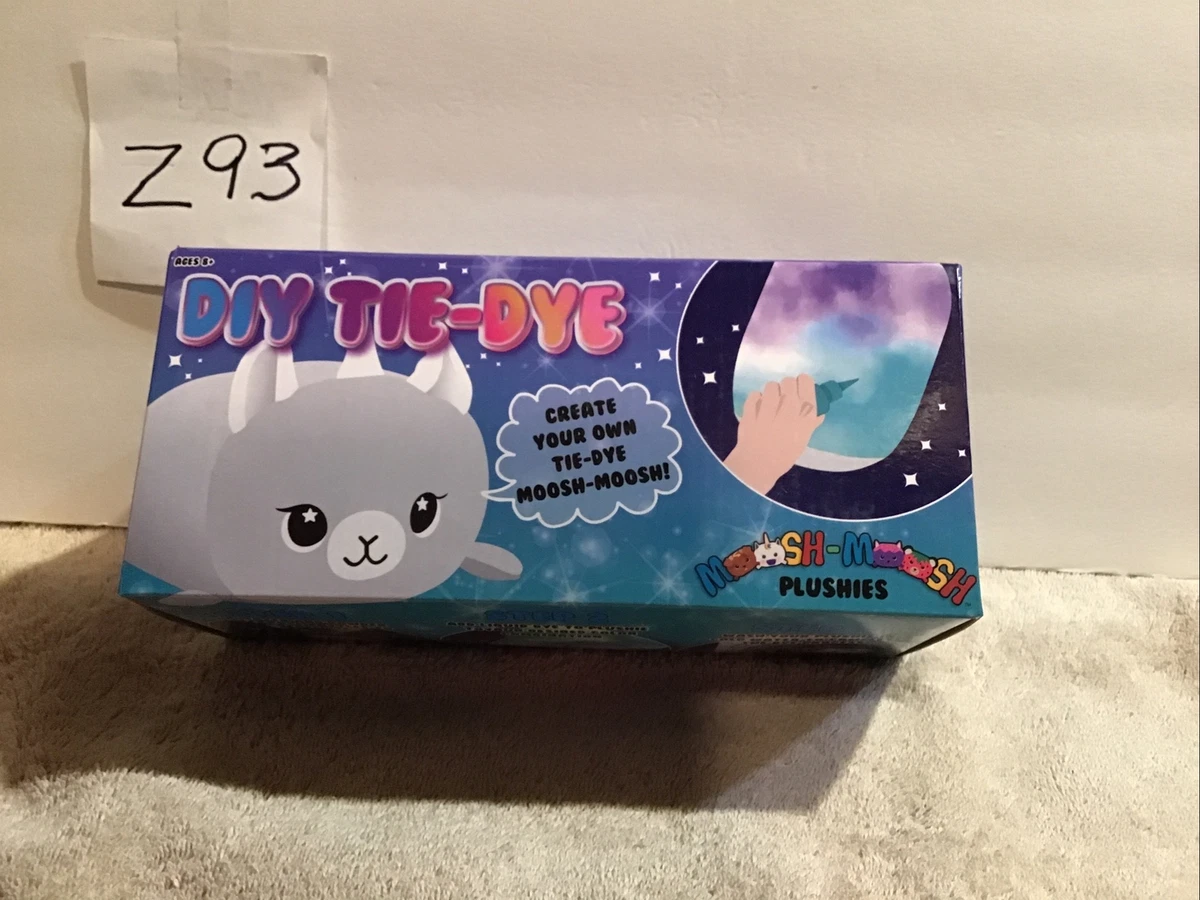 Z93
AGES 8+
DIY TIE-DYE
CREATE
YOUR OWN
TIE-DYE
MOOSH-MOOSH!
MOOSH-MOOSH
PLUSHIES